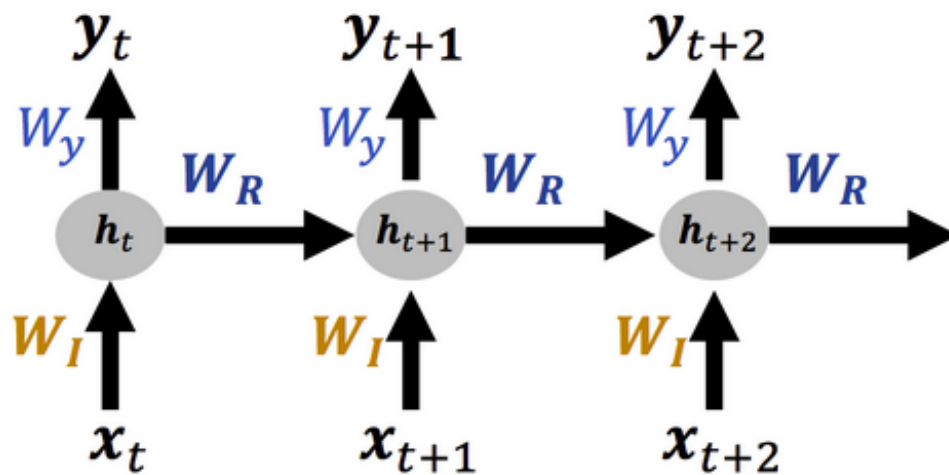 y_t y_{t+1} y_{t+2}
W_y W_y W_y
W_R W_R W_R
h_t h_{t+1} h_{t+2}
W_I W_I W_I
x_t x_{t+1} x_{t+2}